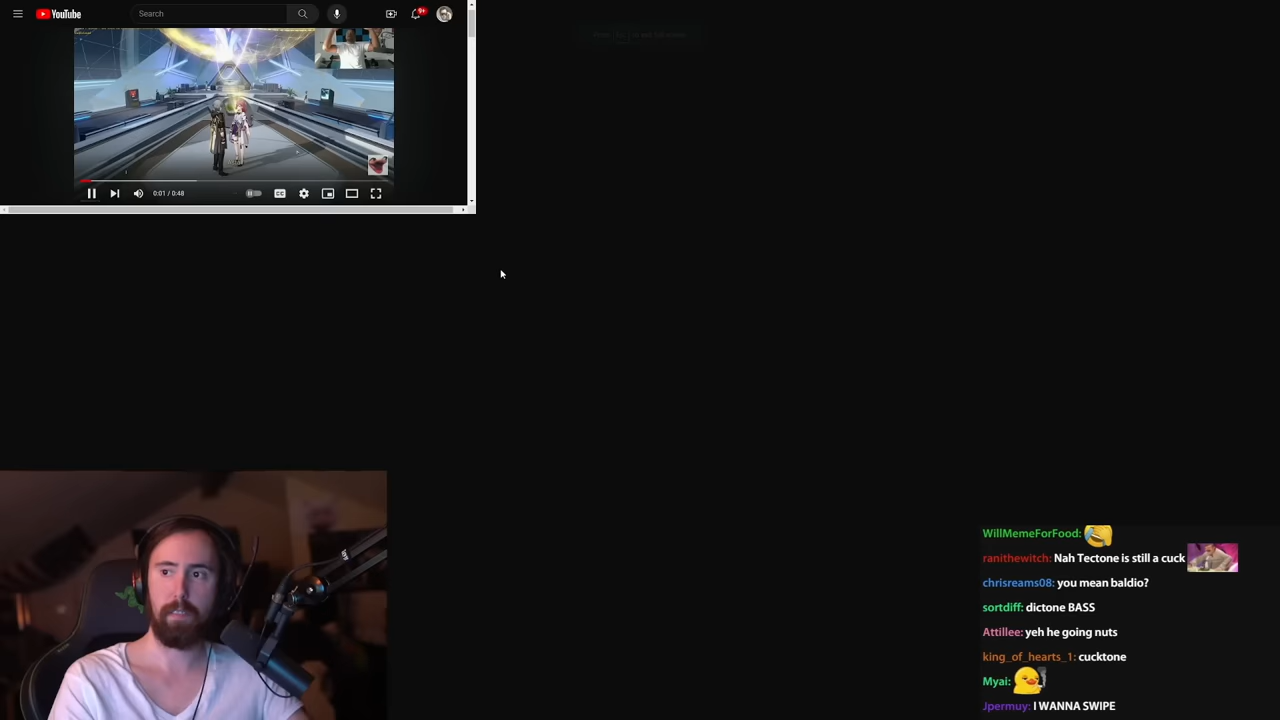 YouTube
Search
9+
0:01 / 0:48
CC
WillMemeForFood:
ranithewitch: Nah Tectone is still a cuck
chrisreams08: you mean baldio?
sortdiff: dictone BASS
Attillee: yeh he going nuts
king_of_hearts_1: cucktone
Myai:
Jpermuy: I WANNA SWIPE